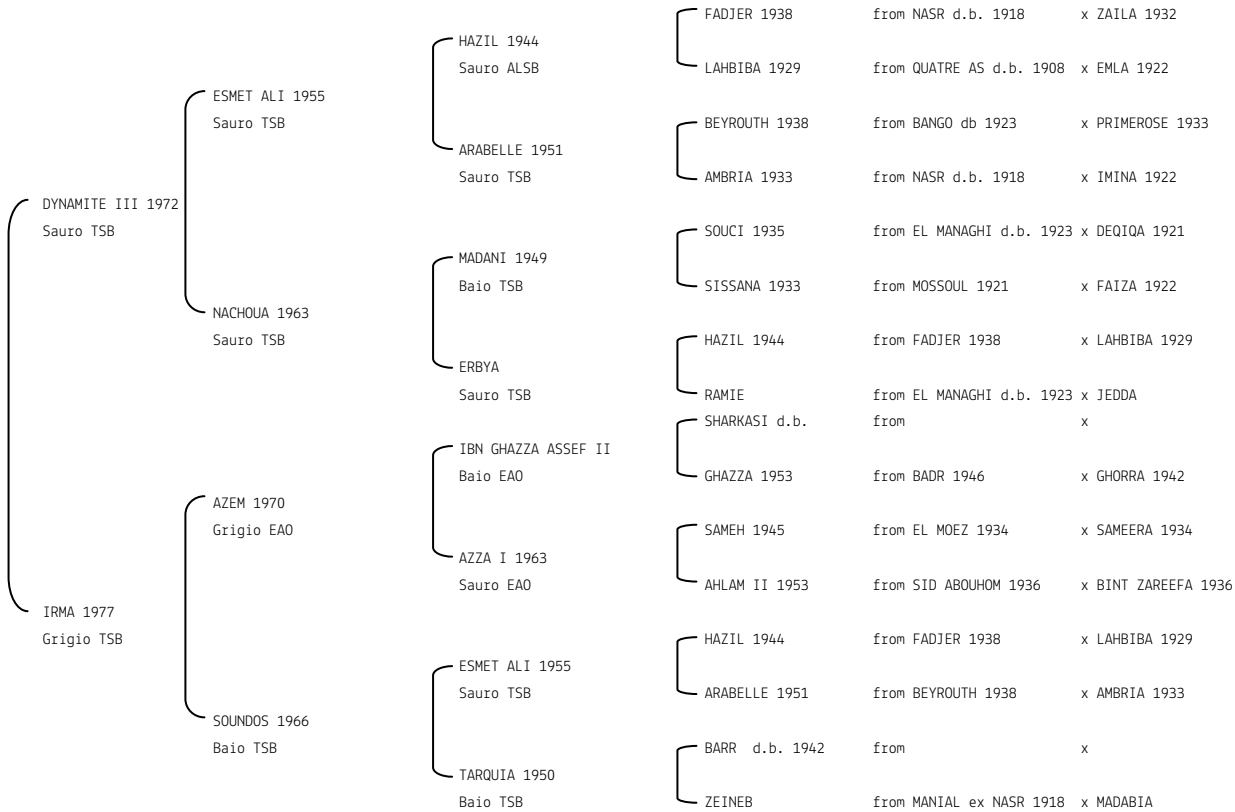 FADJER 1938 from NASR d.b. 1918 x ZAILA 1932
HAZIL 1944
Sauro ALSB
LAHBIBA 1929 from QUATRE AS d.b. 1908 x EMLA 1922
ESMET ALI 1955
Sauro TSB
BEYROUTH 1938 from BANGO db 1923 x PRIMEROSE 1933
ARABELLE 1951
Sauro TSB
AMBRIA 1933 from NASR d.b. 1918 x IMINA 1922
DYNAMITE III 1972
Sauro TSB
SOUCI 1935 from EL MANAGHI d.b. 1923 x DEQIQA 1921
MADANI 1949
Baio TSB
SISSANA 1933 from MOSSOUL 1921 x FAIZA 1922
NACHOUA 1963
Sauro TSB
HAZIL 1944 from FADJER 1938 x LAHBIBA 1929
ERBYA
Sauro TSB
RAMIE from EL MANAGHI d.b. 1923 x JEDDA
SHARKASI d.b. from x
IBN GHAZZA ASSEF II
Baio EAO
GHAZZA 1953 from BADR 1946 x GHORRA 1942
AZEM 1970
Grigio EAO
SAMEH 1945 from EL MOEZ 1934 x SAMEERA 1934
AZZA I 1963
Sauro EAO
AHLAM II 1953 from SID ABOUHOM 1936 x BINT ZAREEFA 1936
IRMA 1977
Grigio TSB
HAZIL 1944 from FADJER 1938 x LAHBIBA 1929
ESMET ALI 1955
Sauro TSB
ARABELLE 1951 from BEYROUTH 1938 x AMBRIA 1933
SOUNDOS 1966
Baio TSB
BARR d.b. 1942 from x
TARQUIA 1950
Baio TSB
ZEINEB from MANIAL ex NASR 1918 x MADABIA